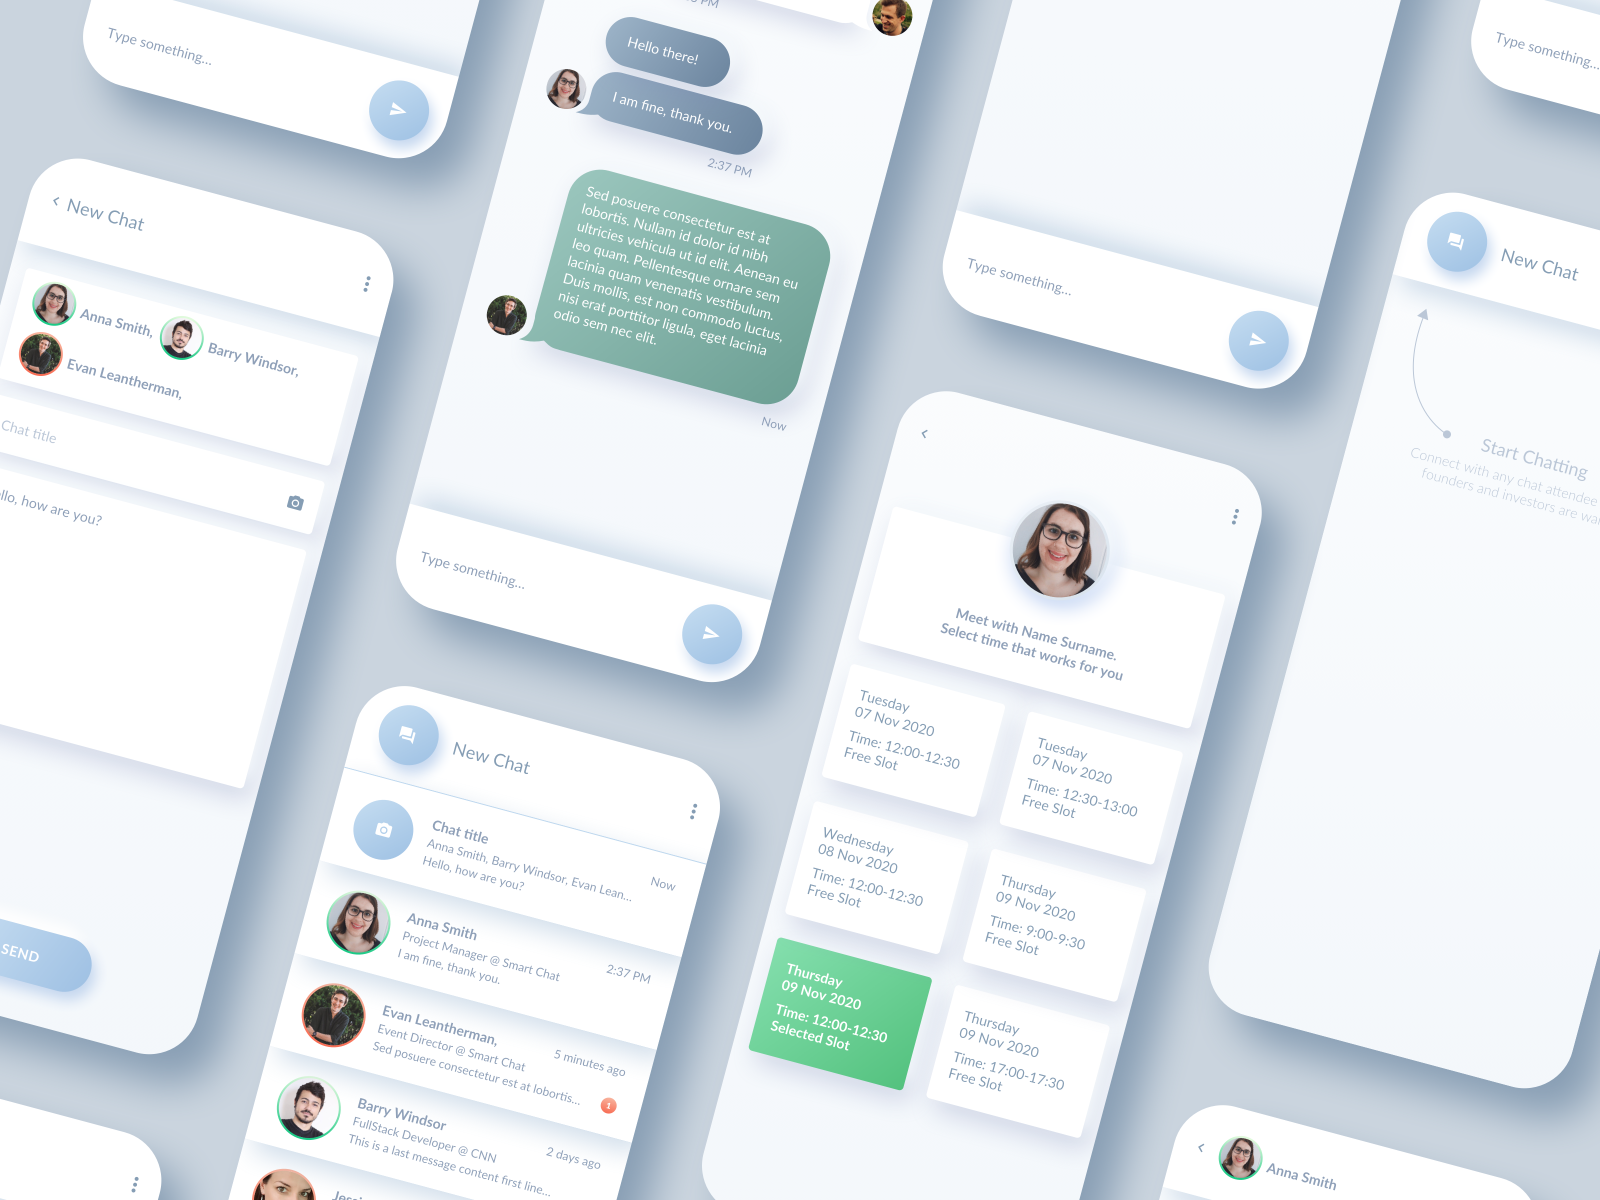 Type something...
New Chat
Anna Smith,
Barry Windsor,
Evan Leantherman,
Chat title
how are you?
SEND
PM
Hello there!
I am fine, thank you.
2:37 PM
Sed posuere consectetur est at
lobortis. Nullam id dolor id nibh
ultricies vehicula ut id elit. Aenean eu
leo quam. Pellentesque ornare sem
lacinia quam venenatis vestibulum.
Duis mollis, est non commodo luctus,
nisi erat porttitor ligula, eget lacinia
odio sem nec elit.
Now
Type something...
New Chat
Chat title
Anna Smith, Barry Windsor, Evan Lean...
Hello, how are you?
Now
Anna Smith
Project Manager @ Smart Chat
I am fine, thank you.
2:37 PM
Evan Leantherman,
Event Director @ Smart Chat
Sed posuere consectetur est at lobortis...
5 minutes ago
1
Barry Windsor
FullStack Developer @ CNN
This is a last message content first line...
2 days ago
Type something...
Meet with Name Surname.
Select time that works for you
Tuesday
07 Nov 2020
Time: 12:00-12:30
Free Slot
Tuesday
07 Nov 2020
Time: 12:30-13:00
Free Slot
Wednesday
08 Nov 2020
Time: 12:00-12:30
Free Slot
Thursday
09 Nov 2020
Time: 9:00-9:30
Free Slot
Thursday
09 Nov 2020
Time: 12:00-12:30
Selected Slot
Thursday
09 Nov 2020
Time: 17:00-17:30
Free Slot
Type something...
New Chat
Start Chatting
Connect with any chat attendee
founders and investors are
Anna Smith